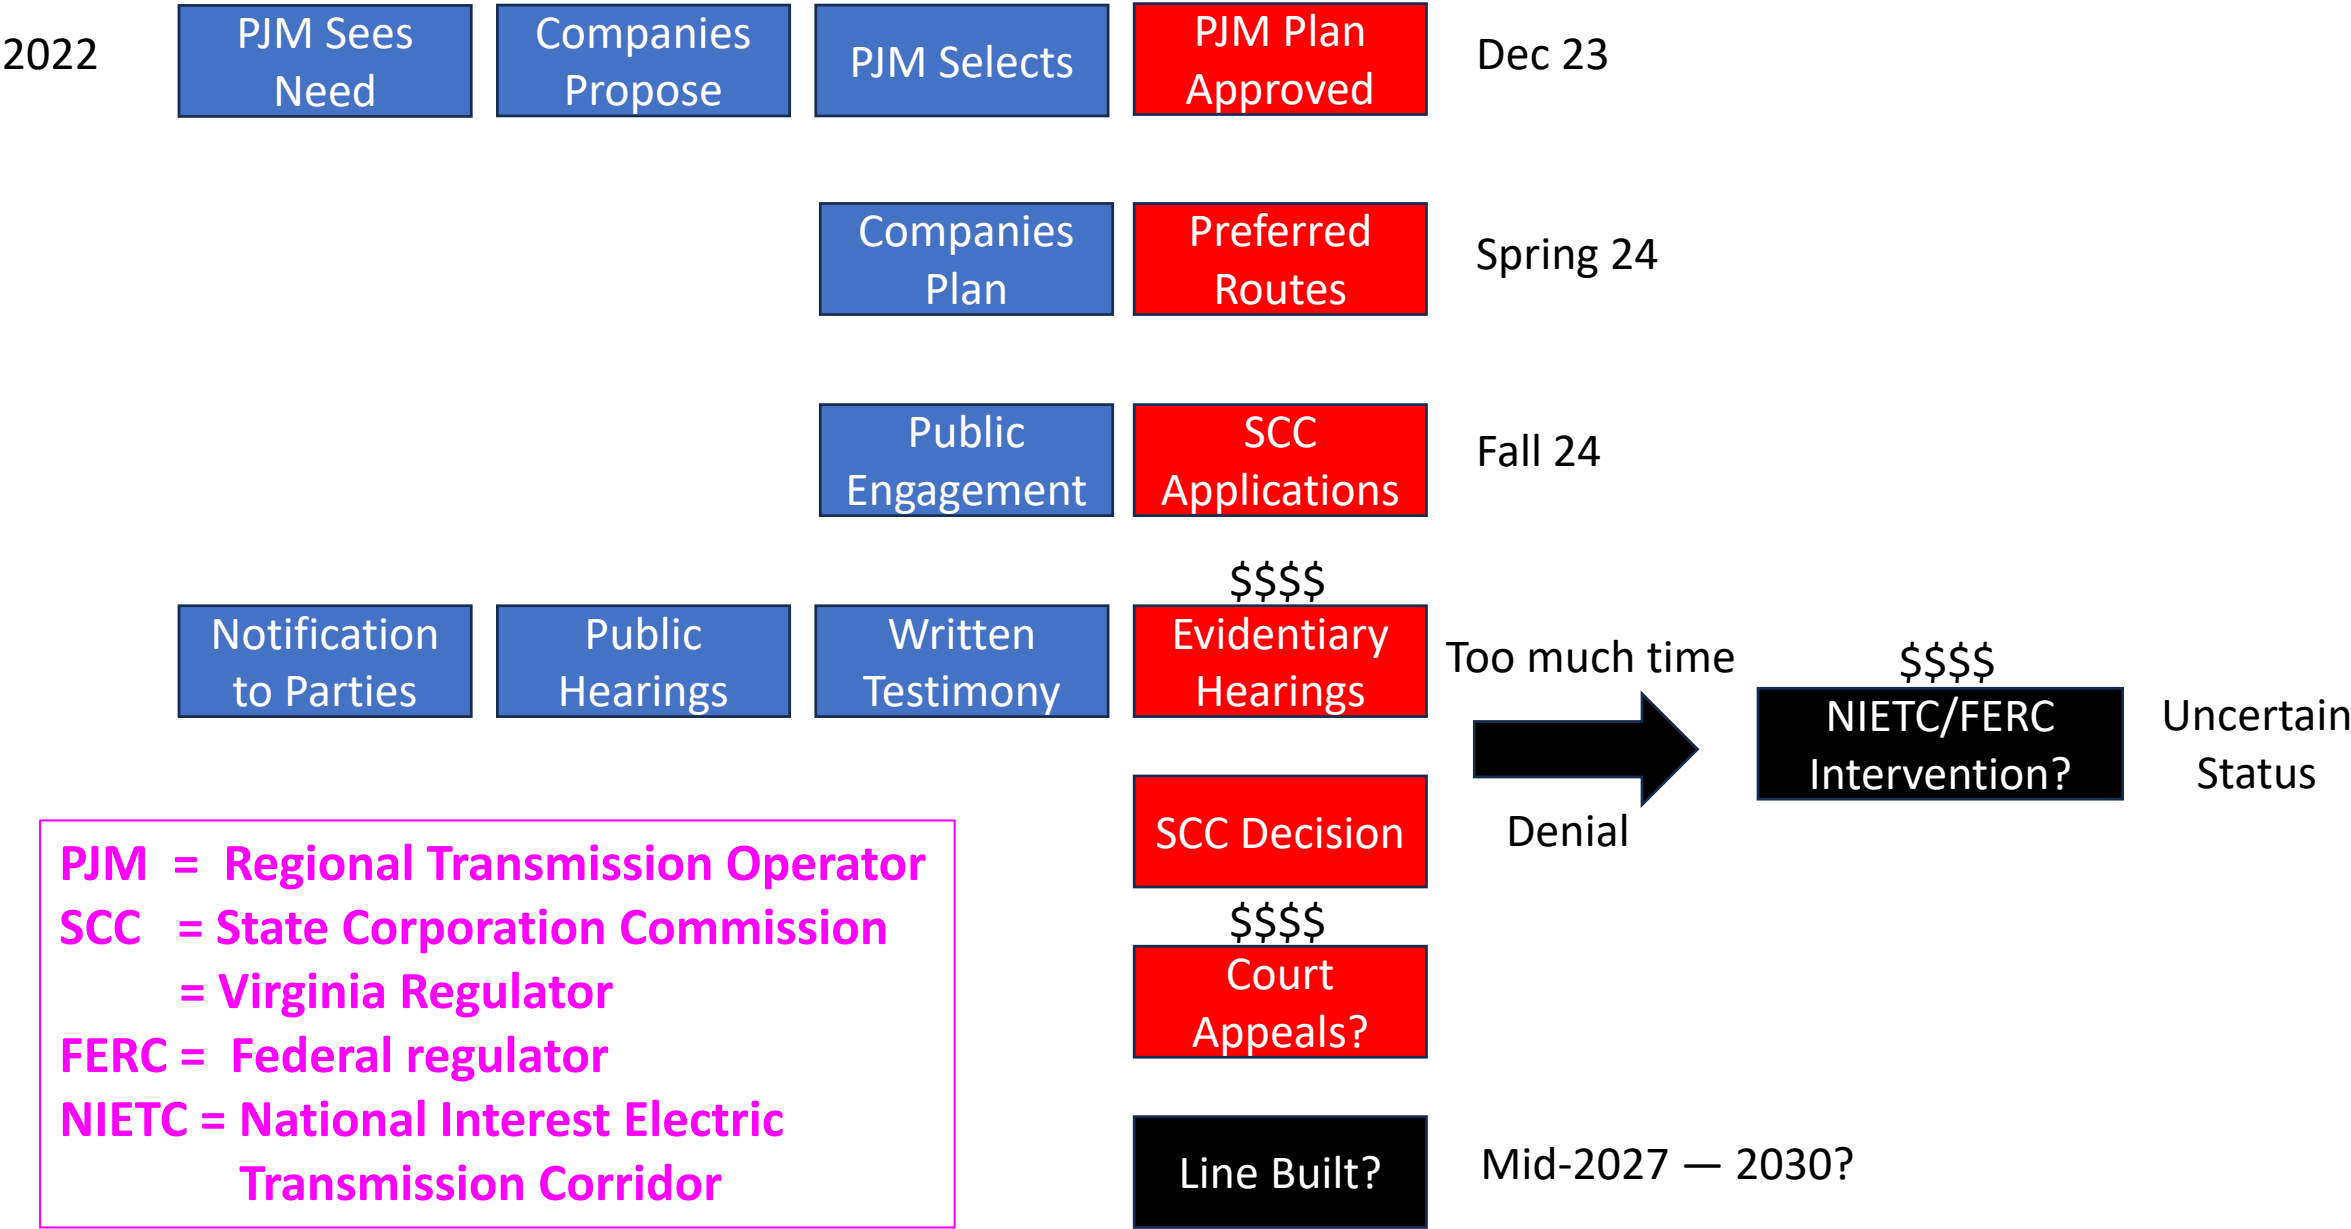 2022
PJM Sees
Need
Companies
Propose
PJM Selects
PJM Plan
Approved
Dec 23
Companies
Plan
Preferred
Routes
Spring 24
Public
Engagement
SCC
Applications
Fall 24
$$$$
Notification
to Parties
Public
Hearings
Written
Testimony
Evidentiary
Hearings
Too much time
Denial
$$$$
NIETC/FERC
Intervention?
Uncertain
Status
SCC Decision
$$$$
Court
Appeals?
Line Built?
Mid-2027 — 2030?
PJM = Regional Transmission Operator
SCC = State Corporation Commission
= Virginia Regulator
FERC = Federal regulator
NIETC = National Interest Electric
Transmission Corridor